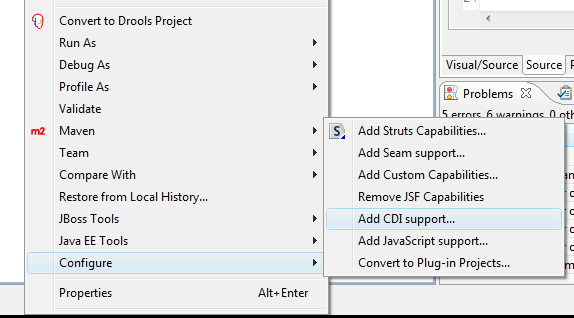 Convert to Drools Project
Run As
Debug As
Profile As
Validate
m2 Maven
Team
Compare With
Restore from Local History...
JBoss Tools
Java EE Tools
Configure
Properties Alt+Enter
S Add Struts Capabilities...
Add Seam support...
Add Custom Capabilities...
Remove JSF Capabilities
Add CDI support...
Add JavaScript support...
Convert to Plug-in Projects...
Visual/Source Source
Problems
5 errors, 6 warnings, 0 oth